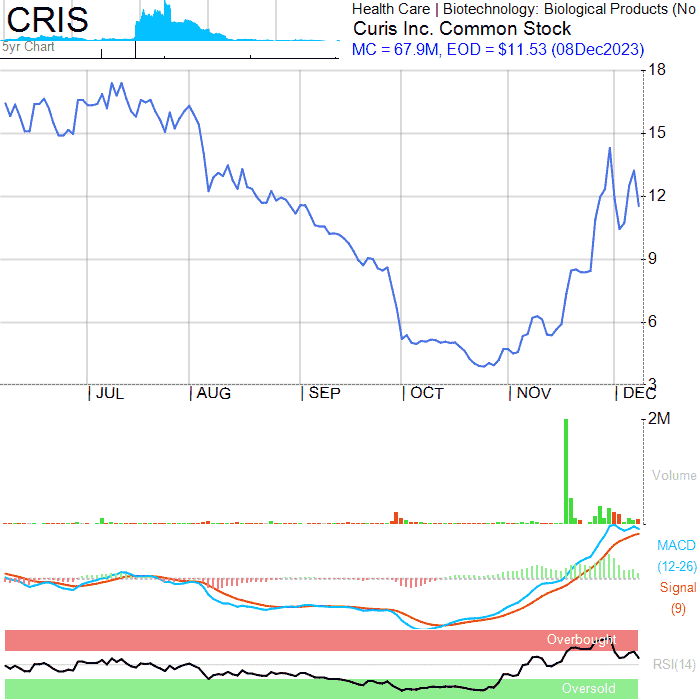 CRIS
5yr Chart
Health Care | Biotechnology: Biological Products (No
Curis Inc. Common Stock
MC = 67.9M, EOD = $11.53 (08Dec2023)
18
15
12
9
6
3
| JUL | AUG | SEP | OCT | NOV | DEC
2M
Volume
MACD
(12-26)
Signal
(9)
Overbought
RSI(14)
Oversold